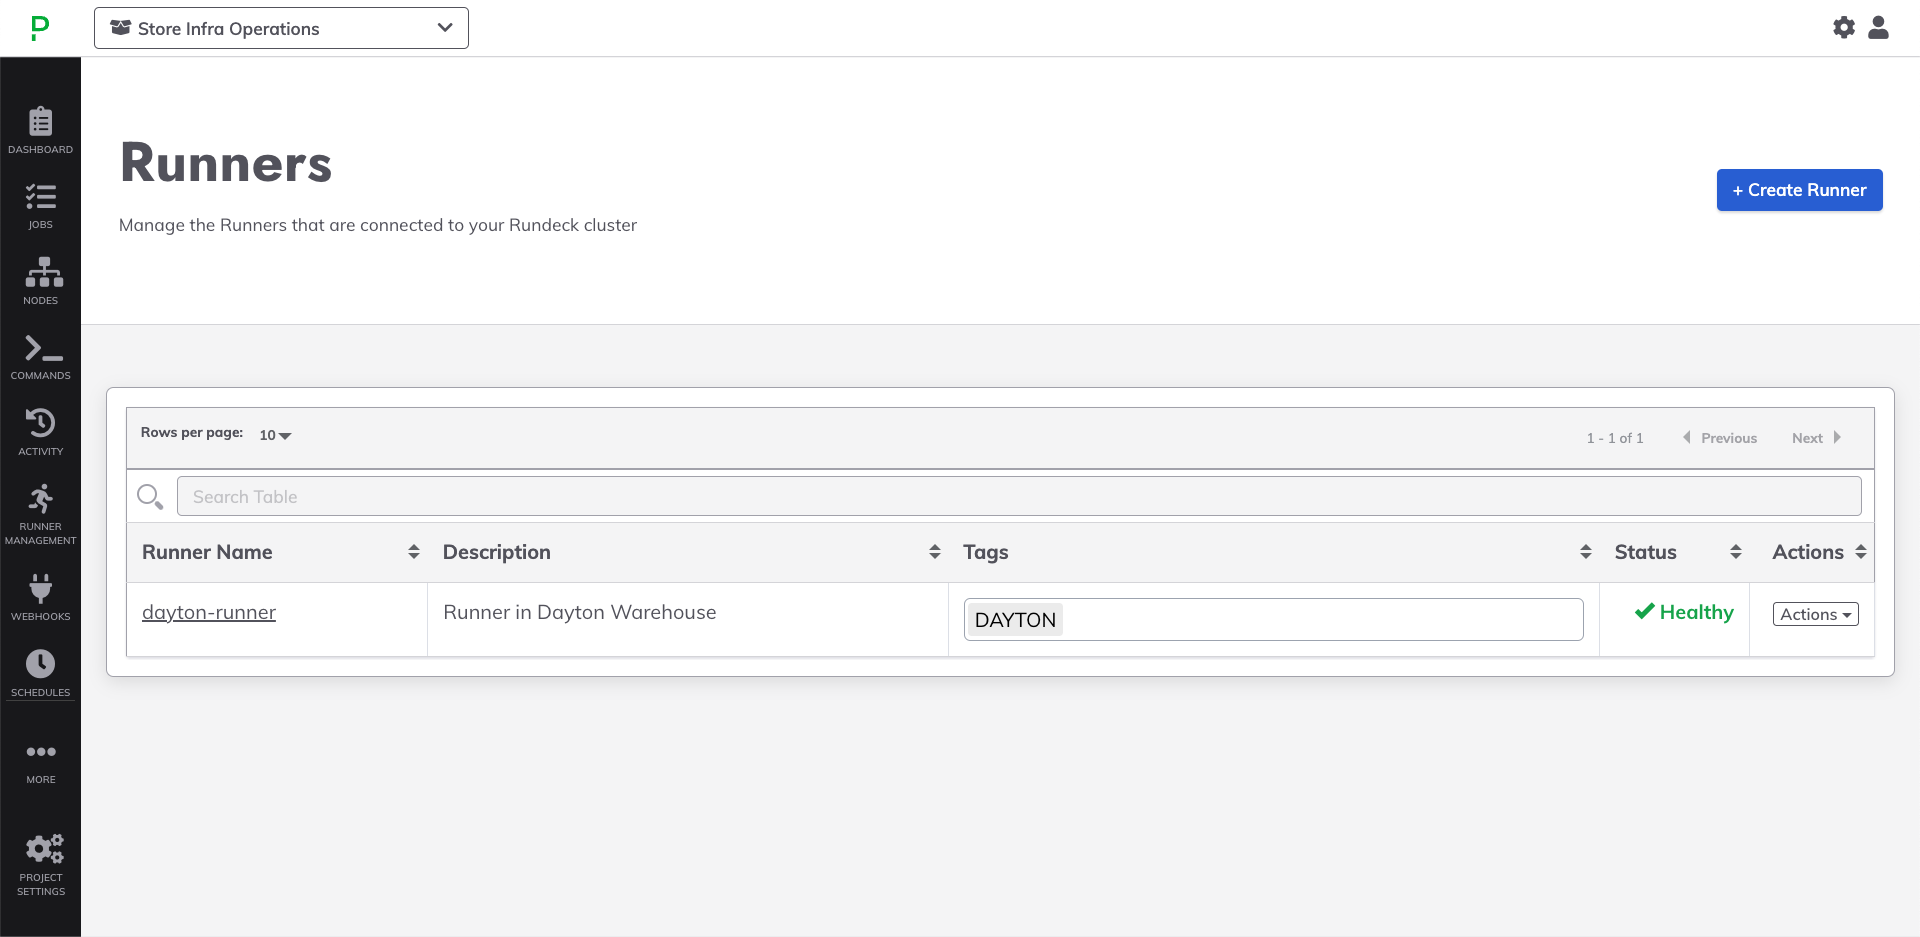 P
Store Infra Operations
DASHBOARD
JOBS
NODES
COMMANDS
ACTIVITY
RUNNER
MANAGEMENT
WEBHOOKS
SCHEDULES
MORE
PROJECT
SETTINGS
Runners
Manage the Runners that are connected to your Rundeck cluster
+ Create Runner
Rows per page: 10
1 - 1 of 1 Previous Next
Search Table
Runner Name Description Tags Status Actions
dayton-runner Runner in Dayton Warehouse DAYTON Healthy Actions